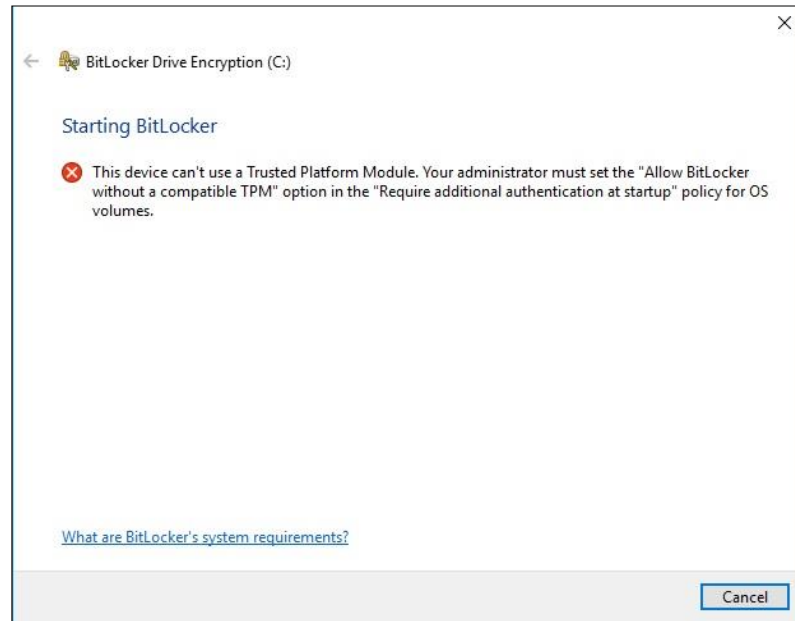 BitLocker Drive Encryption (C:)
Starting BitLocker
This device can't use a Trusted Platform Module. Your administrator must set the "Allow BitLocker
without a compatible TPM" option in the "Require additional authentication at startup" policy for OS
volumes.
What are BitLocker's system requirements?
Cancel